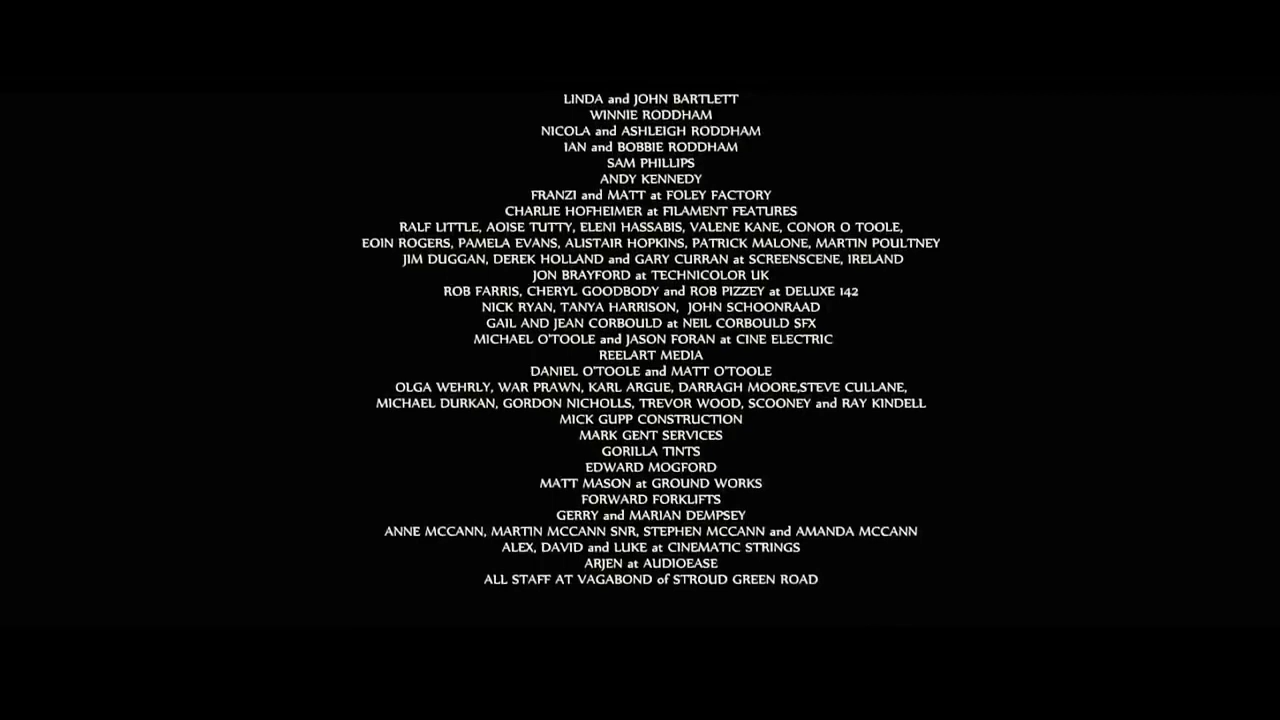 LINDA and JOHN BARTLETT
WINNIE RODDHAM
NICOLA and ASHLEIGH RODDHAM
IAN and BOBBIE RODDHAM
SAM PHILLIPS
ANDY KENNEDY
FRANZI and MATT at FOLEY FACTORY
CHARLIE HOFHEIMER at FILAMENT FEATURES
RALF LITTLE, AOISE TUTTY, ELENI HASSABIS, VALENE KANE, CONOR O TOOLE,
EOIN ROGERS, PAMELA EVANS, ALISTAIR HOPKINS, PATRICK MALONE, MARTIN POULTNEY
JIM DUGGAN, DEREK HOLLAND and GARY CURRAN at SCREENSCENE, IRELAND
JON BRAYFORD at TECHNICOLOR UK
ROB FARRIS, CHERYL GOODBODY and ROB PIZZEY at DELUXE 142
NICK RYAN, TANYA HARRISON, JOHN SCHOONRAAD
GAIL AND JEAN CORBOULD at NEIL CORBOULD SFX
MICHAEL O'TOOLE and JASON FORAN at CINE ELECTRIC
REELART MEDIA
DANIEL O'TOOLE and MATT O'TOOLE
OLGA WEHRLY, WAR PRAWN, KARL ARGUE, DARRAGH MOORE,STEVE CULLANE,
MICHAEL DURKAN, GORDON NICHOLLS, TREVOR WOOD, SCOONEY and RAY KINDELL
MICK GUPP CONSTRUCTION
MARK GENT SERVICES
GORILLA TINTS
EDWARD MOGFORD
MATT MASON at GROUND WORKS
FORWARD FORKLIFTS
GERRY and MARIAN DEMPSEY
ANNE MCCANN, MARTIN MCCANN SNR, STEPHEN MCCANN and AMANDA MCCANN
ALEX, DAVID and LUKE at CINEMATIC STRINGS
ARJEN at AUDIOEASE
ALL STAFF AT VAGABOND of STROUD GREEN ROAD